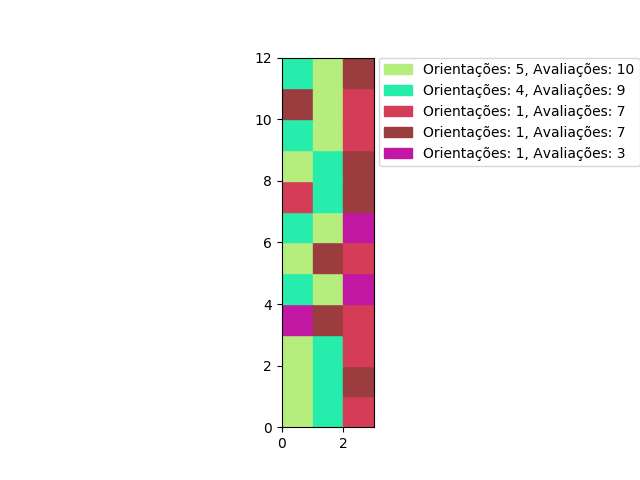 12
10
8
6
4
2
0
0 2
Orientações: 5, Avaliações: 10
Orientações: 4, Avaliações: 9
Orientações: 1, Avaliações: 7
Orientações: 1, Avaliações: 7
Orientações: 1, Avaliações: 3